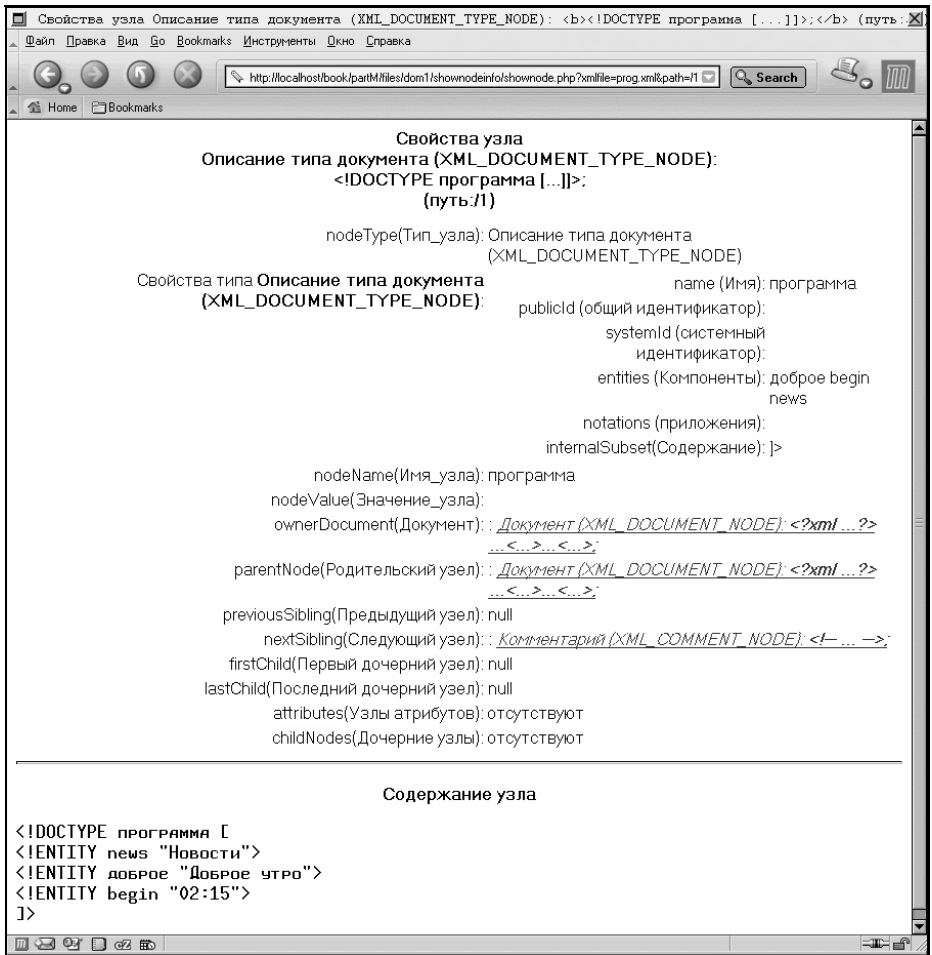 Свойства узла Описание типа документа (XML_DOCUMENT_TYPE_NODE): <b><!DOCTYPE программа [...]]>;</b> (путь:
Файл Правка Вид Go Bookmarks Инструменты Окно Справка
http://localhost/book/partM/files/dom1/shownodeinfo/shownode.php?xmlfile=prog.xml&path=/1 Search
Home Bookmarks
Свойства узла
Описание типа документа (XML_DOCUMENT_TYPE_NODE):
<!DOCTYPE программа [...]]>;
(путь:/1)
nodeType(Тип_узла): Описание типа документа
(XML_DOCUMENT_TYPE_NODE)
Свойства типа Описание типа документа
(XML_DOCUMENT_TYPE_NODE):
name (Имя): программа
publicId (общий идентификатор):
systemId (системный
идентификатор):
entities (Компоненты): доброе begin
news
notations (приложения):
internalSubset(Содержание): ]>
nodeName(Имя_узла): программа
nodeValue(Значение_узла):
ownerDocument(Документ): : Документ (XML_DOCUMENT_NODE): <?xml ...?>
...<...>...<...>;
parentNode(Родительский узел): : Документ (XML_DOCUMENT_NODE): <?xml ...?>
...<...>...<...>;
previousSibling(Предыдущий узел): null
nextSibling(Следующий узел): : Комментарий (XML_COMMENT_NODE): <!-- ... -->;
firstChild(Первый дочерний узел): null
lastChild(Последний дочерний узел): null
attributes(Узлы атрибутов): отсутствуют
childNodes(Дочерние узлы): отсутствуют
Содержание узла
<!DOCTYPE программа [
<!ENTITY news "Новости">
<!ENTITY доброе "Доброе утро">
<!ENTITY begin "02:15">
]>